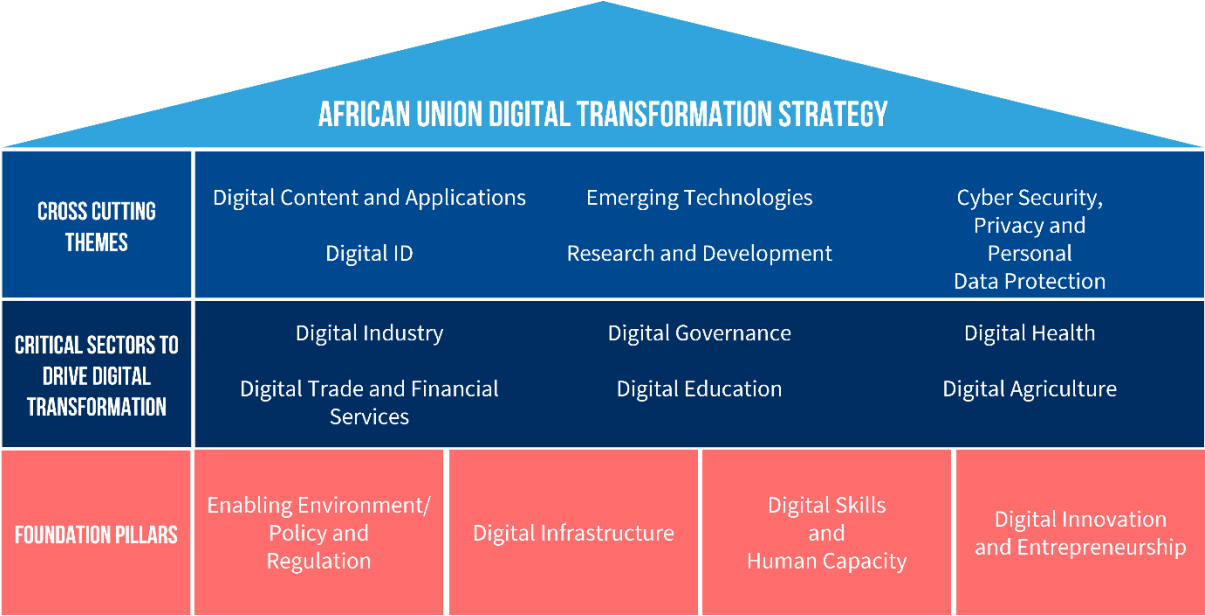 AFRICAN UNION DIGITAL TRANSFORMATION STRATEGY
CROSS CUTTING
THEMES
Digital Content and Applications
Digital ID
Emerging Technologies
Research and Development
Cyber Security,
Privacy and
Personal
Data Protection
CRITICAL SECTORS TO
DRIVE DIGITAL
TRANSFORMATION
Digital Industry
Digital Trade and Financial
Services
Digital Governance
Digital Education
Digital Health
Digital Agriculture
FOUNDATION PILLARS
Enabling Environment/
Policy and
Regulation
Digital Infrastructure
Digital Skills
and
Human Capacity
Digital Innovation
and Entrepreneurship